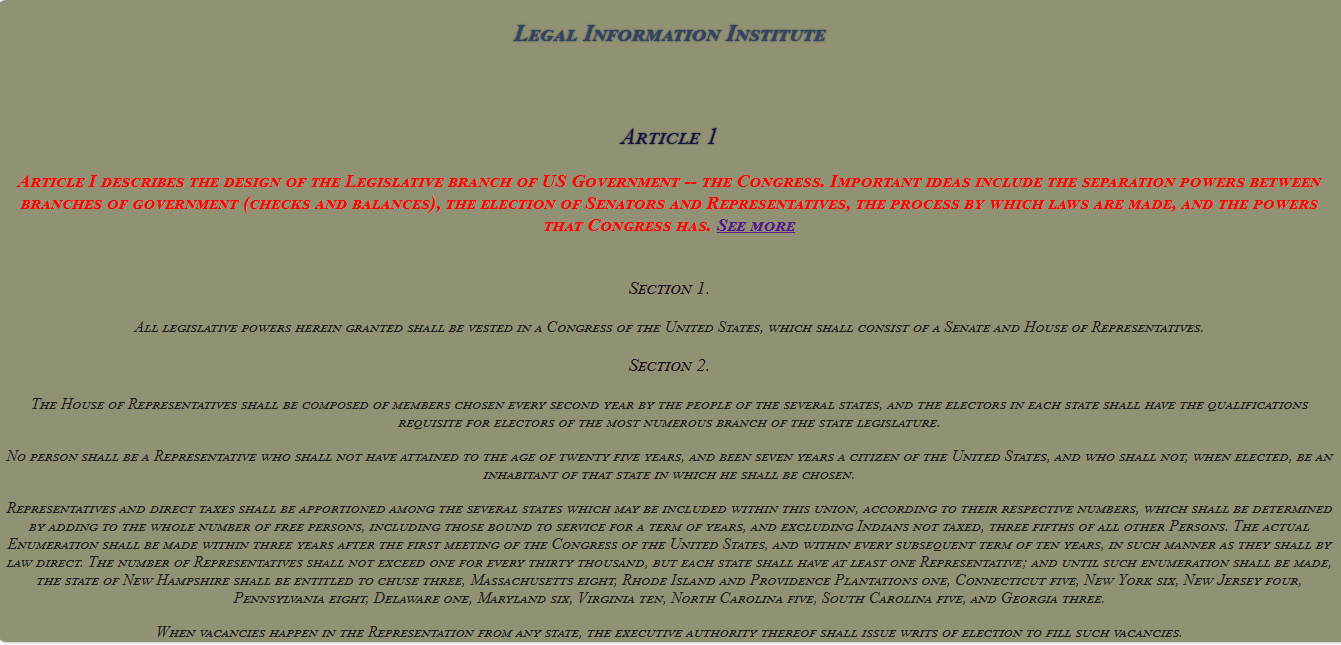 Legal Information Institute
Article 1
Article I describes the design of the Legislative branch of US Government -- the Congress. Important ideas include the separation powers between
branches of government (checks and balances), the election of Senators and Representatives, the process by which laws are made, and the powers
that Congress has. See more
Section 1.
All legislative powers herein granted shall be vested in a Congress of the United States, which shall consist of a Senate and House of Representatives.
Section 2.
The House of Representatives shall be composed of members chosen every second year by the people of the several states, and the electors in each state shall have the qualifications
requisite for electors of the most numerous branch of the state legislature.
No person shall be a Representative who shall not have attained to the age of twenty five years, and been seven years a citizen of the United States, and who shall not, when elected, be an
inhabitant of that state in which he shall be chosen.
Representatives and direct taxes shall be apportioned among the several states which may be included within this union, according to their respective numbers, which shall be determined
by adding to the whole number of free persons, including those bound to service for a term of years, and excluding Indians not taxed, three fifths of all other Persons. The actual
Enumeration shall be made within three years after the first meeting of the Congress of the United States, and within every subsequent term of ten years, in such manner as they shall by
law direct. The number of Representatives shall not exceed one for every thirty thousand, but each state shall have at least one Representative; and until such enumeration shall be made,
the state of New Hampshire shall be entitled to chuse three, Massachusetts eight, Rhode Island and Providence Plantations one, Connecticut five, New York six, New Jersey four,
Pennsylvania eight, Delaware one, Maryland six, Virginia ten, North Carolina five, South Carolina five, and Georgia three.
When vacancies happen in the Representation from any state, the executive authority thereof shall issue writs of election to fill such vacancies.